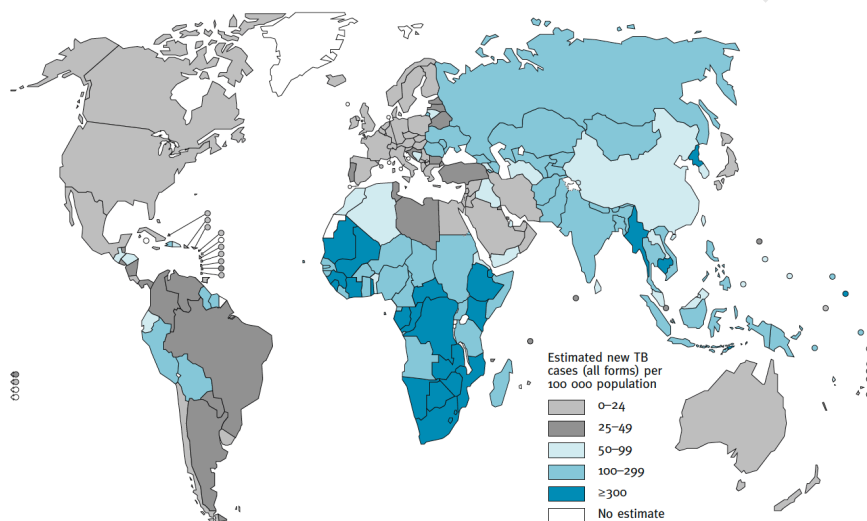 Estimated new TB
cases (all forms) per
100 000 population
0–24
25–49
50–99
100–299
≥300
No estimate